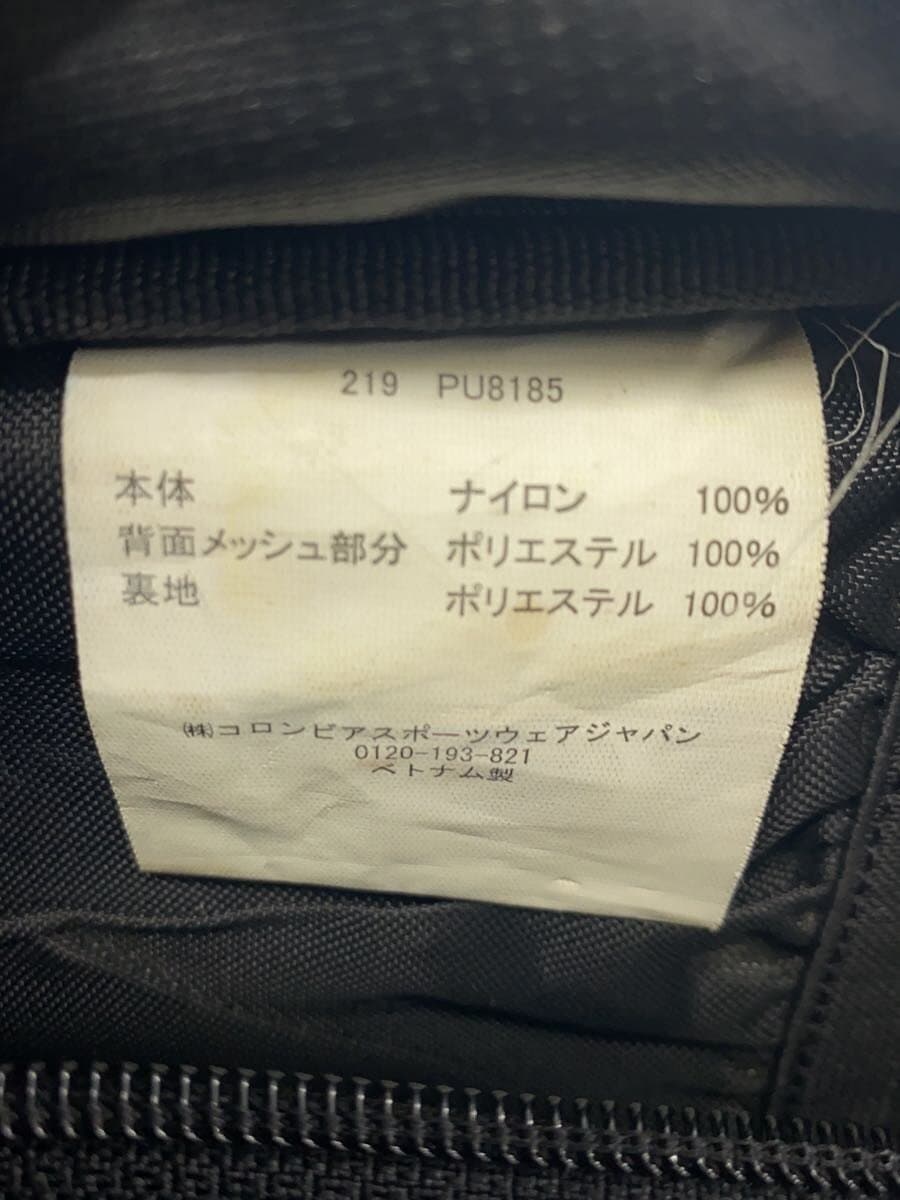 219 PU8185
本体 ナイロン 100%
背面メッシュ部分 ポリエステル 100%
裏地 ポリエステル 100%
㈱コロンビアスポーツウェアジャパン
0120-193-821
ベトナム製